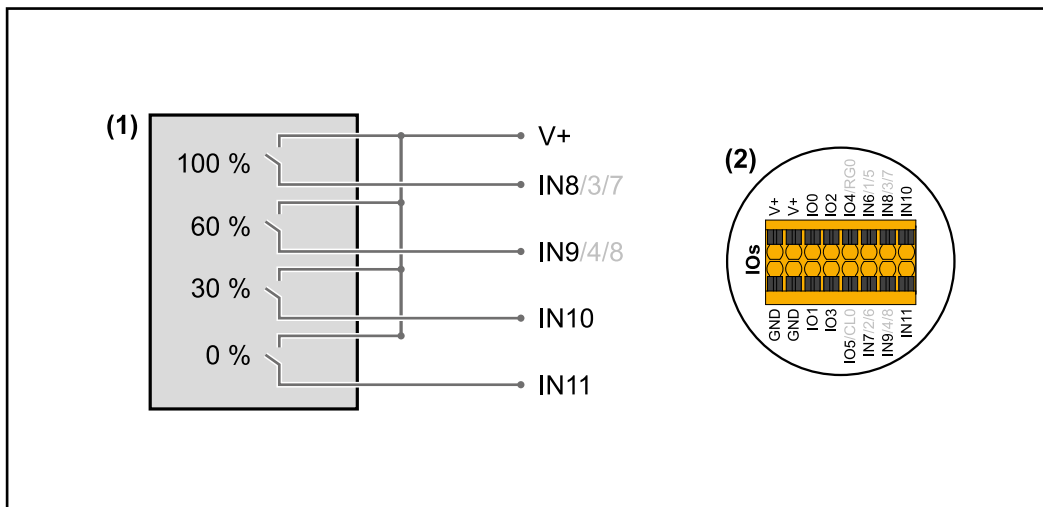 (1)
V+
100 %
IN8/3/7
60 %
IN9/4/8
30 %
IN10
0 %
IN11
(2)
V+
V+
IO0
IO2
IO4/RG0
IN6/1/5
IN8/3/7
IN10
IOs
GND
GND
IO1
IO3
IO5/CL0
IN7/2/6
IN9/4/8
IN11